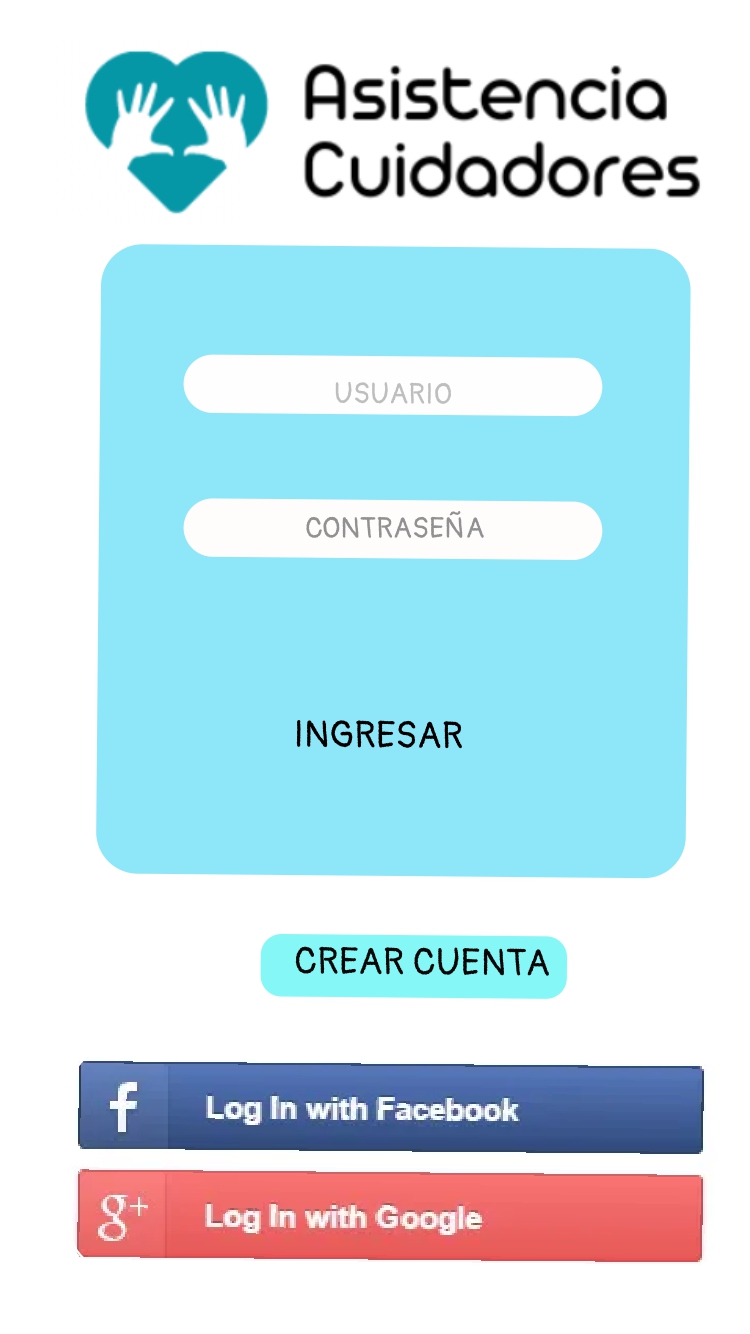 Asistencia
Cuidadores
USUARIO
CONTRASEÑA
INGRESAR
CREAR CUENTA
f Log In with Facebook
g+ Log In with Google